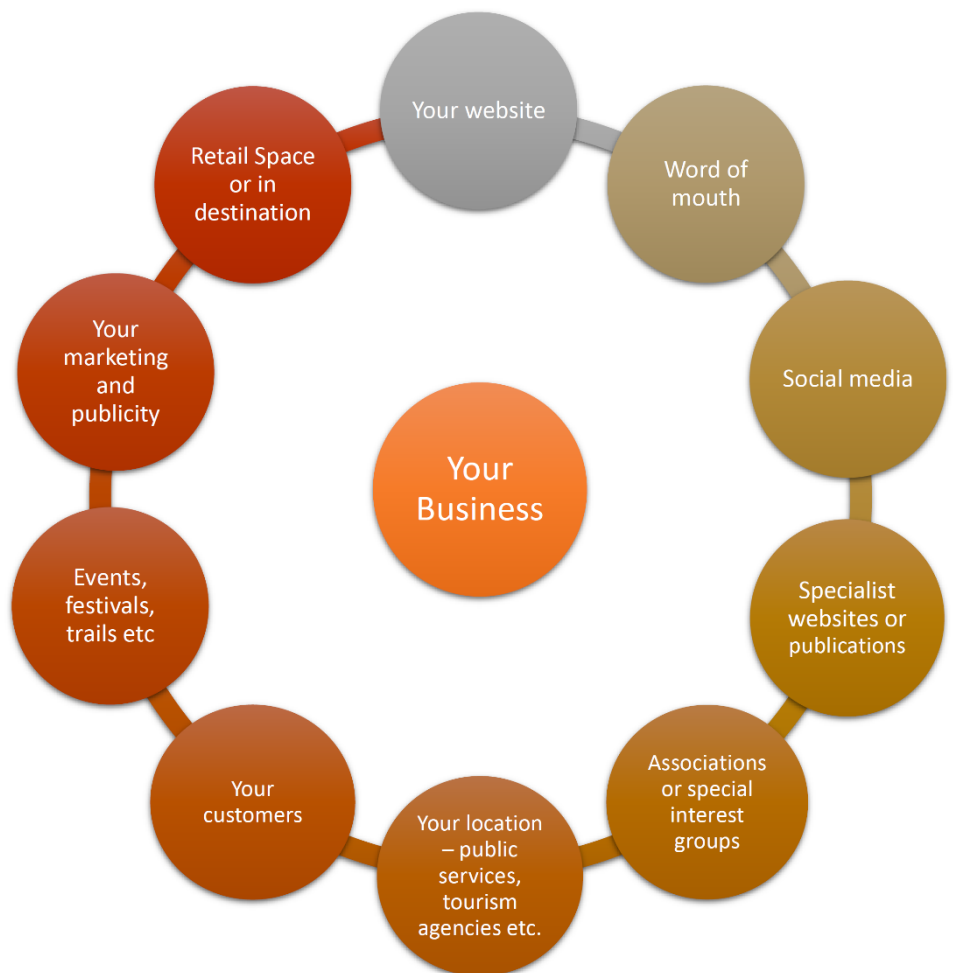 Your website
Word of
mouth
Social media
Specialist
websites or
publications
Associations
or special
interest
groups
Your location
– public
services,
tourism
agencies etc.
Your
customers
Events,
festivals,
trails etc
Your
marketing
and
publicity
Retail Space
or in
destination
Your
Business